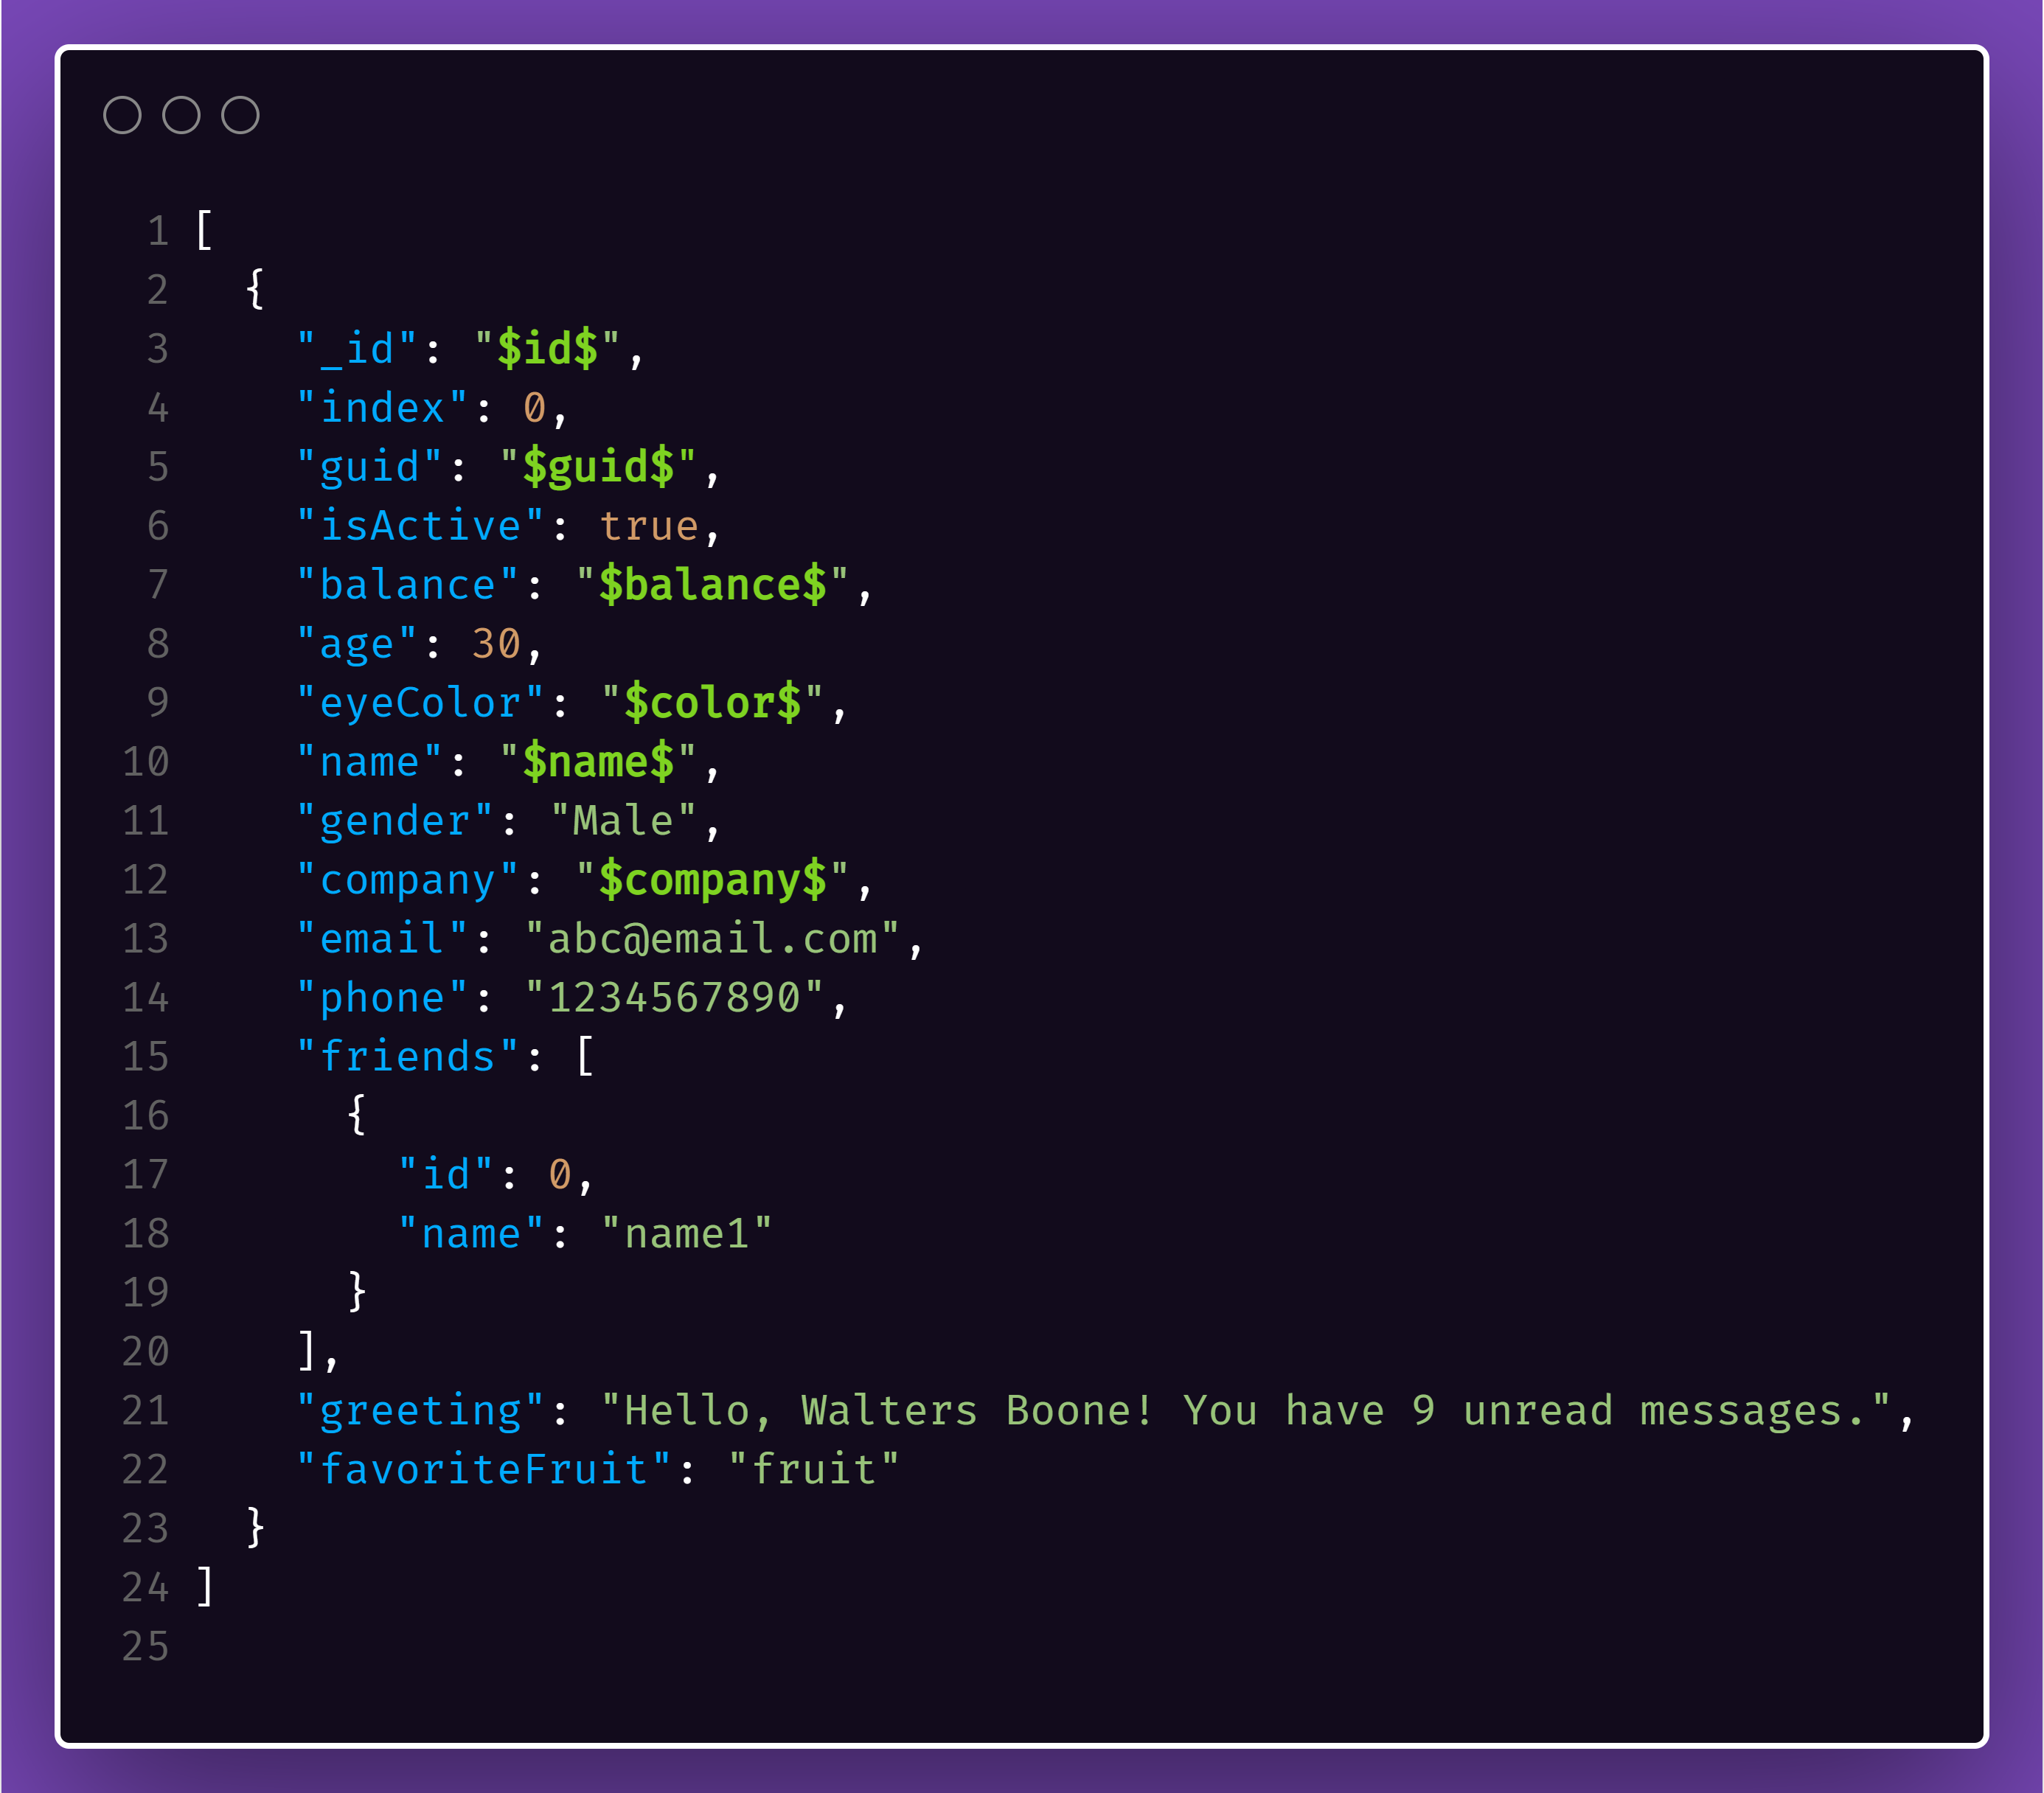 1 [
2   {
3     "_id": "$id$",
4     "index": 0,
5     "guid": "$guid$",
6     "isActive": true,
7     "balance": "$balance$",
8     "age": 30,
9     "eyeColor": "$color$",
10     "name": "$name$",
11     "gender": "Male",
12     "company": "$company$",
13     "email": "abc@email.com",
14     "phone": "1234567890",
15     "friends": [
16       {
17         "id": 0,
18         "name": "name1"
19       }
20     ],
21     "greeting": "Hello, Walters Boone! You have 9 unread messages.",
22     "favoriteFruit": "fruit"
23   }
24 ]
25